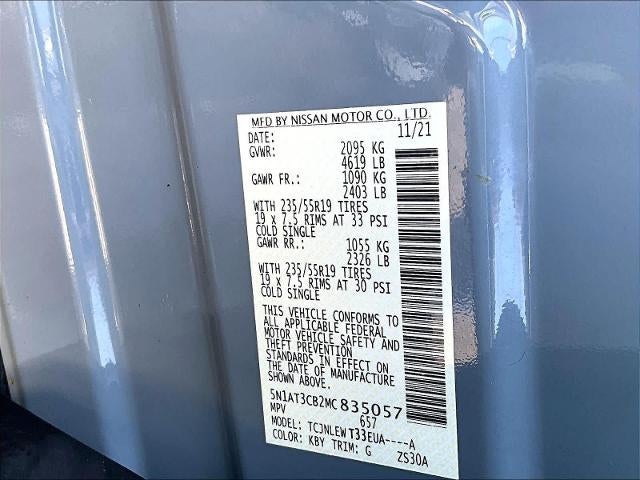 MFD BY NISSAN MOTOR CO., LTD.
DATE: 11/21
GVWR: 2095 KG
4619 LB
GAWR FR.: 1090 KG
2403 LB
WITH 235/55R19 TIRES
19 x 7.5 RIMS AT 33 PSI
COLD SINGLE
GAWR RR.: 1055 KG
2326 LB
WITH 235/55R19 TIRES
19 x 7.5 RIMS AT 30 PSI
COLD SINGLE
THIS VEHICLE CONFORMS TO
ALL APPLICABLE FEDERAL
MOTOR VEHICLE SAFETY AND
THEFT PREVENTION
STANDARDS IN EFFECT ON
THE DATE OF MANUFACTURE
SHOWN ABOVE.
5N1AT3CB2MC 835057
MPV 657
MODEL: TCJNLEW T33EUA----A
COLOR: KBY TRIM: G ZS30A